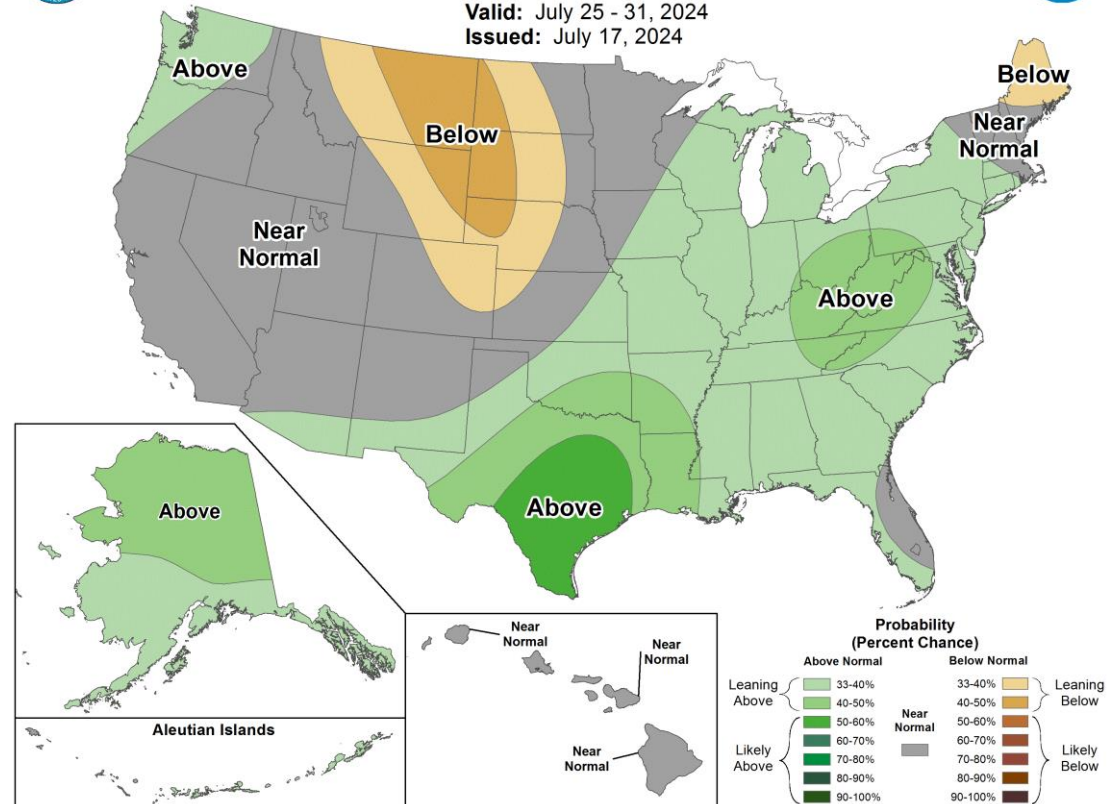 Valid: July 25 - 31, 2024
Issued: July 17, 2024
Above
Below
Below
Near
Normal
Near
Normal
Above
Above
Above
Near
Normal
Near
Normal
Near
Normal
Aleutian Islands
Probability
(Percent Chance)
Above Normal
Below Normal
Leaning
Above
33-40%
40-50%
Likely
Above
50-60%
60-70%
70-80%
80-90%
90-100%
Near
Normal
33-40%
40-50%
Leaning
Below
50-60%
60-70%
70-80%
80-90%
90-100%
Likely
Below